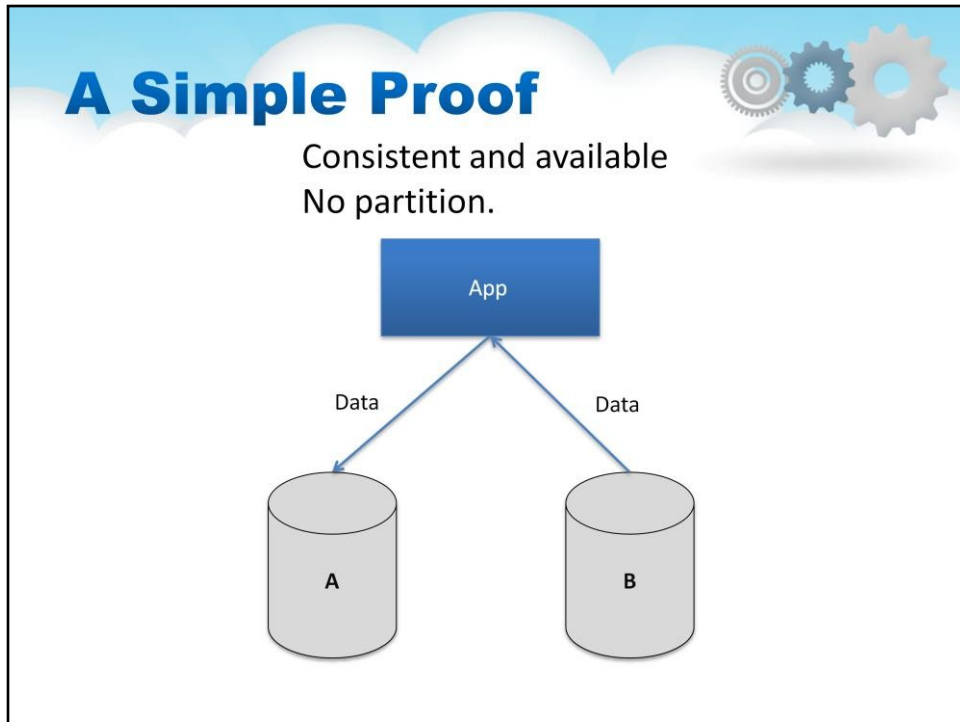 A Simple Proof
Consistent and available
No partition.
App
Data
Data
A
B